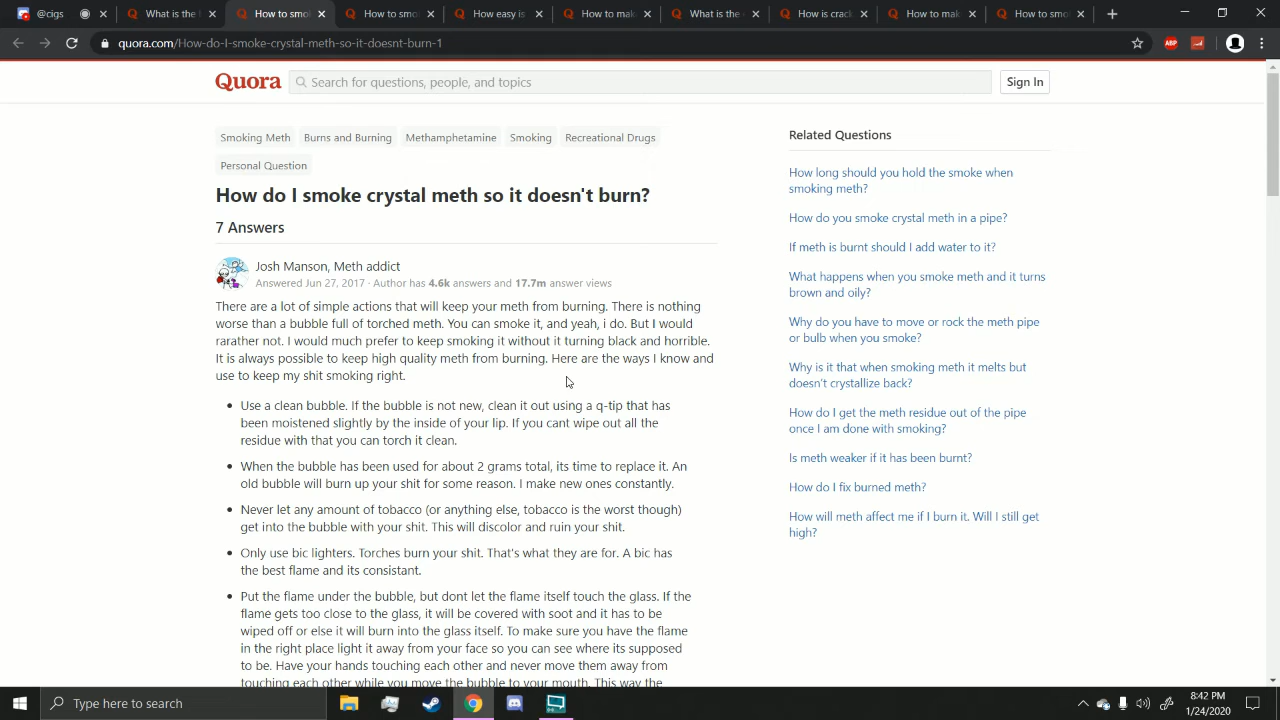 @cigs
What is the l
How to smol
How to smo
How easy is
How to mak
What is the
How is crack
How to mak
How to smo
quora.com/How-do-I-smoke-crystal-meth-so-it-doesnt-burn-1
ABP
Quora
Search for questions, people, and topics
Sign In
Smoking Meth
Burns and Burning
Methamphetamine
Smoking
Recreational Drugs
Personal Question
How do I smoke crystal meth so it doesn't burn?
7 Answers
Josh Manson, Meth addict
Answered Jun 27, 2017 · Author has 4.6k answers and 17.7m answer views
There are a lot of simple actions that will keep your meth from burning. There is nothing
worse than a bubble full of torched meth. You can smoke it, and yeah, i do. But I would
rarather not. I would much prefer to keep smoking it without it turning black and horrible.
It is always possible to keep high quality meth from burning. Here are the ways I know and
use to keep my shit smoking right.
• Use a clean bubble. If the bubble is not new, clean it out using a q-tip that has
been moistened slightly by the inside of your lip. If you cant wipe out all the
residue with that you can torch it clean.
• When the bubble has been used for about 2 grams total, its time to replace it. An
old bubble will burn up your shit for some reason. I make new ones constantly.
• Never let any amount of tobacco (or anything else, tobacco is the worst though)
get into the bubble with your shit. This will discolor and ruin your shit.
• Only use bic lighters. Torches burn your shit. That's what they are for. A bic has
the best flame and its consistant.
• Put the flame under the bubble, but dont let the flame itself touch the glass. If the
flame gets too close to the glass, it will be covered with soot and it has to be
wiped off or else it will burn into the glass itself. To make sure you have the flame
in the right place light it away from your face so you can see where its supposed
to be. Have your hands touching each other and never move them away from
touching each other while you move the bubble to your mouth. This way the
Related Questions
How long should you hold the smoke when
smoking meth?
How do you smoke crystal meth in a pipe?
If meth is burnt should I add water to it?
What happens when you smoke meth and it turns
brown and oily?
Why do you have to move or rock the meth pipe
or bulb when you smoke?
Why is it that when smoking meth it melts but
doesn't crystallize back?
How do I get the meth residue out of the pipe
once I am done with smoking?
Is meth weaker if it has been burnt?
How do I fix burned meth?
How will meth affect me if I burn it. Will I still get
high?
Type here to search
8:42 PM
1/24/2020